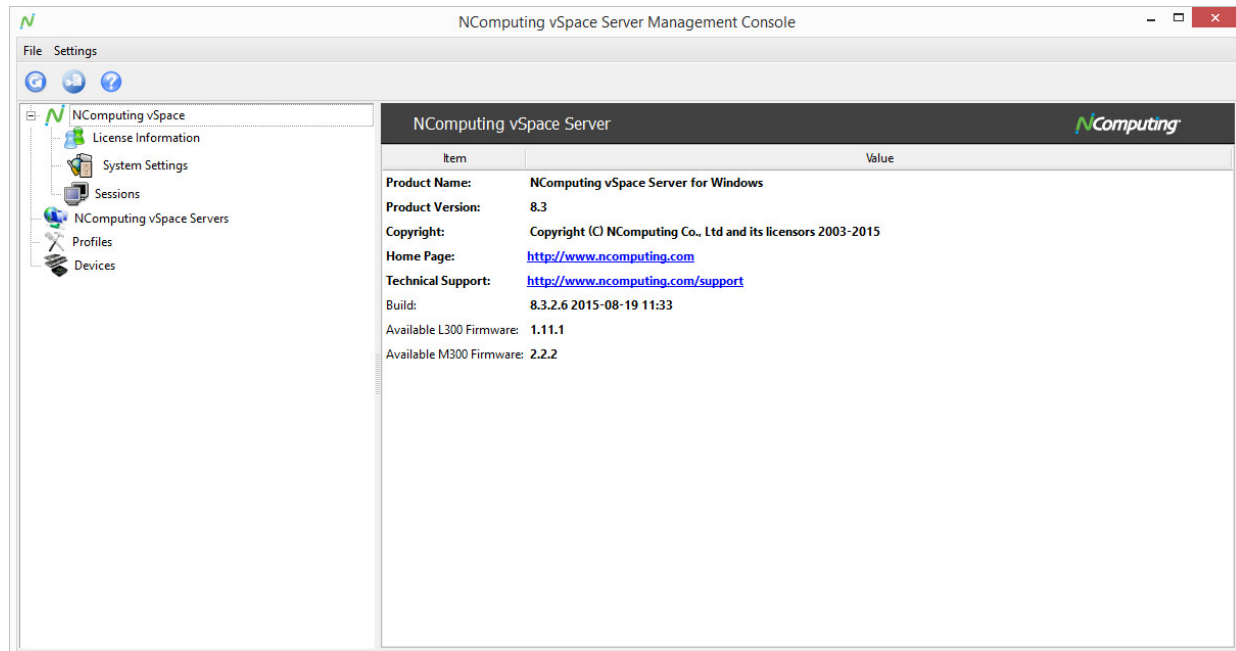 NComputing vSpace Server Management Console
File Settings
NComputing vSpace
License Information
System Settings
Sessions
NComputing vSpace Servers
Profiles
Devices
NComputing vSpace Server
NComputing
Item Value
Product Name: NComputing vSpace Server for Windows
Product Version: 8.3
Copyright: Copyright (C) NComputing Co., Ltd and its licensors 2003-2015
Home Page: http://www.ncomputing.com
Technical Support: http://www.ncomputing.com/support
Build: 8.3.2.6 2015-08-19 11:33
Available L300 Firmware: 1.11.1
Available M300 Firmware: 2.2.2